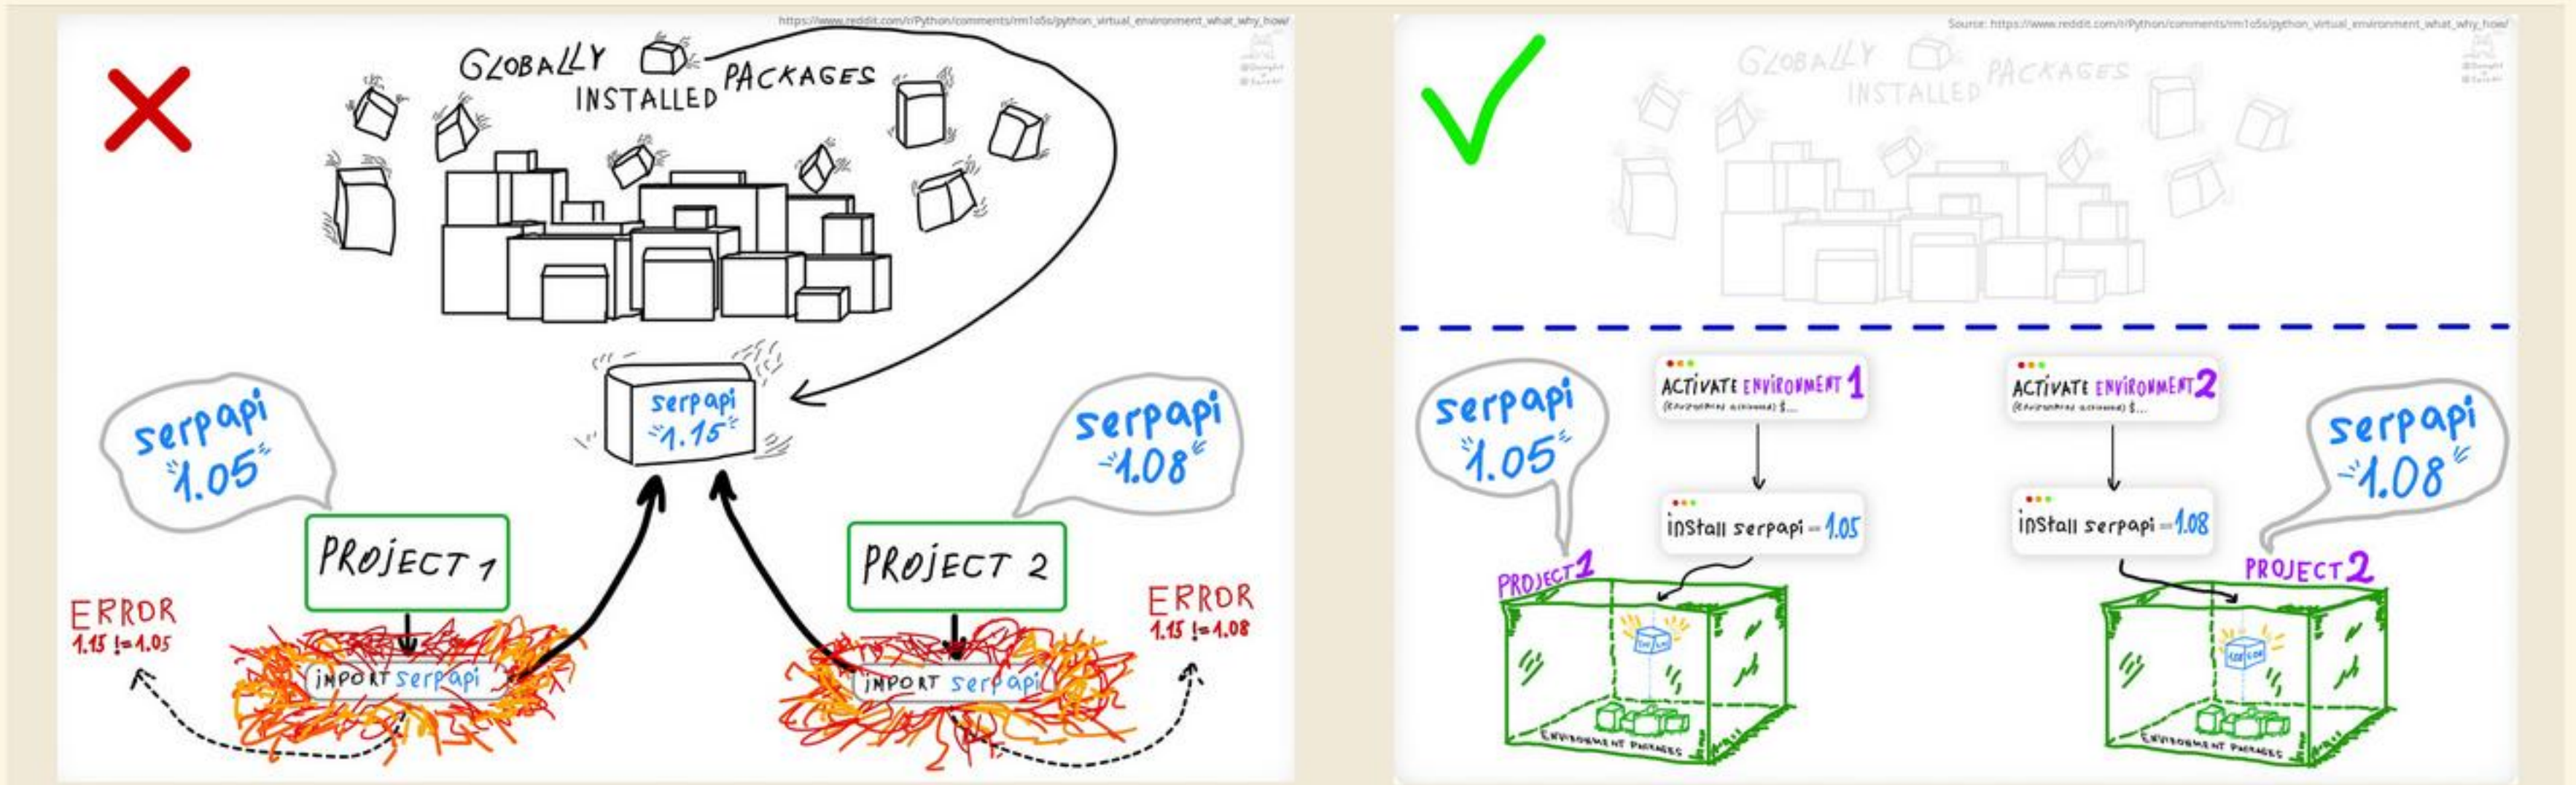 https://www.reddit.com/r/Python/comments/rm1o5s/python_virtual_environment_what_why_how/
GLOBALLY
INSTALLED
PACKAGES
serpapi
1.15
serpapi
1.05
serpapi
1.08
PROJECT 1
PROJECT 2
ERROR
1.15 != 1.05
ERROR
1.15 != 1.08
iMPORT serpapi
iMPORT serpapi
Source: https://www.reddit.com/r/Python/comments/rm1o5s/python_virtual_environment_what_why_how/
GLOBALLY
INSTALLED
PACKAGES
serpapi
1.05
ACTiVATE ENViRONMENT 1
ACTiVATE ENViRONMENT 2
serpapi
1.08
install serpapi = 1.05
install serpapi = 1.08
PROJECT 1
PROJECT 2
ENVIRONMENT PACKAGES
ENVIRONMENT PACKAGES